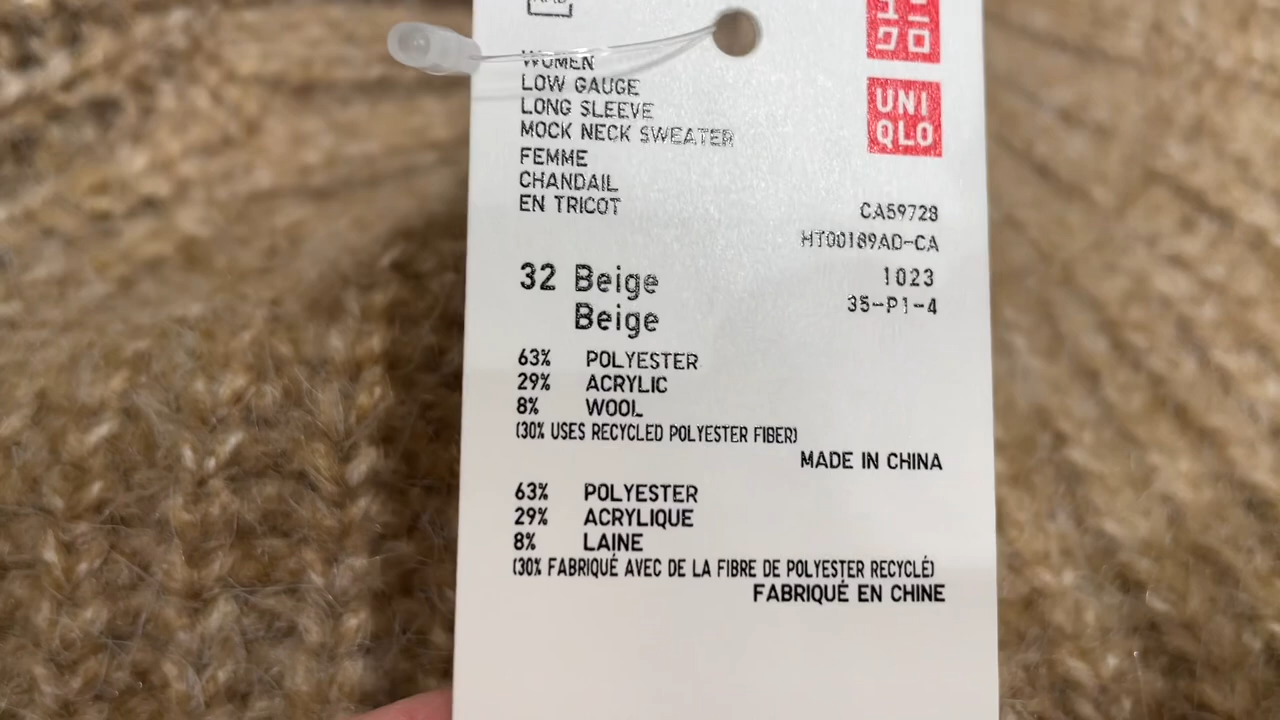 WOMEN
LOW GAUGE
LONG SLEEVE
MOCK NECK SWEATER
FEMME
CHANDAIL
EN TRICOT
UNI
QLO
CA59728
HT00189AD-CA
1023
35-P1-4
32 Beige
Beige
63% POLYESTER
29% ACRYLIC
8% WOOL
(30% USES RECYCLED POLYESTER FIBER)
MADE IN CHINA
63% POLYESTER
29% ACRYLIQUE
8% LAINE
(30% FABRIQUÉ AVEC DE LA FIBRE DE POLYESTER RECYCLÉ)
FABRIQUÉ EN CHINE